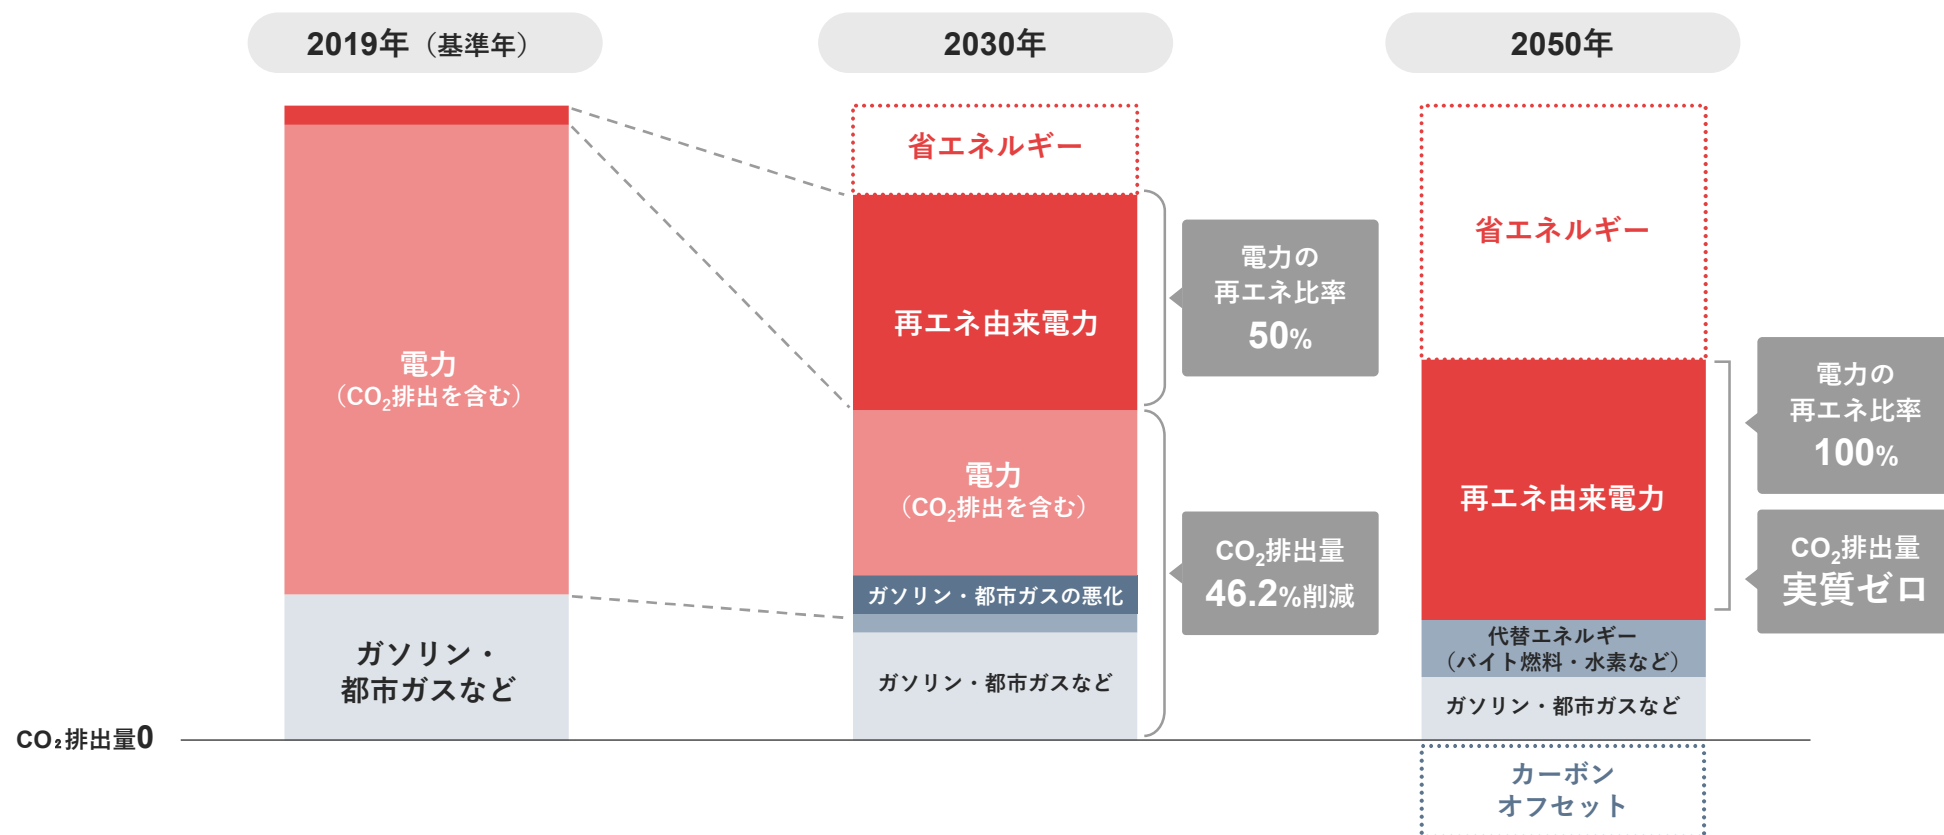 2019年（基準年）
2030年
2050年
電力
（CO₂排出を含む）
ガソリン・
都市ガスなど
省エネルギー
再エネ由来電力
電力
（CO₂排出を含む）
ガソリン・都市ガスの悪化
ガソリン・都市ガスなど
電力の
再エネ比率
50%
CO₂排出量
46.2%削減
省エネルギー
再エネ由来電力
代替エネルギー
（バイト燃料・水素など）
ガソリン・都市ガスなど
電力の
再エネ比率
100%
CO₂排出量
実質ゼロ
CO₂排出量0
カーボン
オフセット